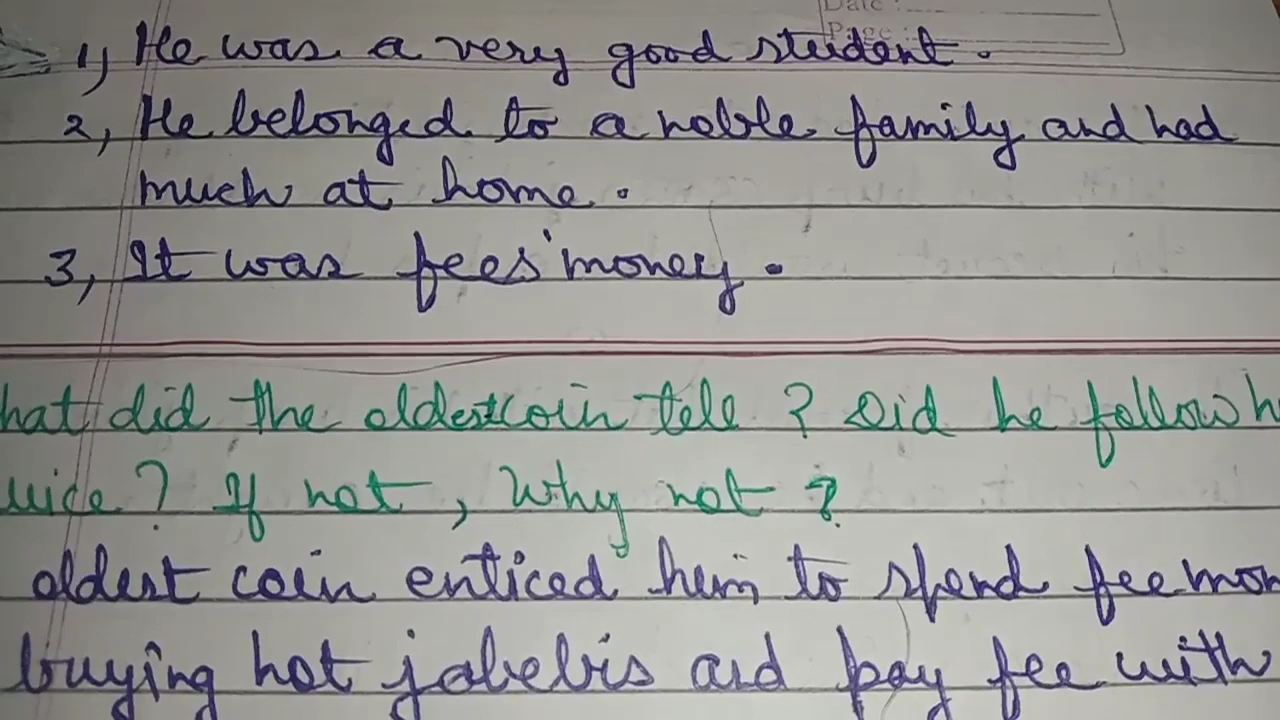 Date :
Page :
1, He was a very good student.
2, He belonged to a noble family and had
much at home.
3, It was fees' money.
hat did the oldest coin tell ? Did he follow h
vice ? If not, Why not ?
oldest coin enticed him to spend fee mon
buying hot jalebis and pay fee with